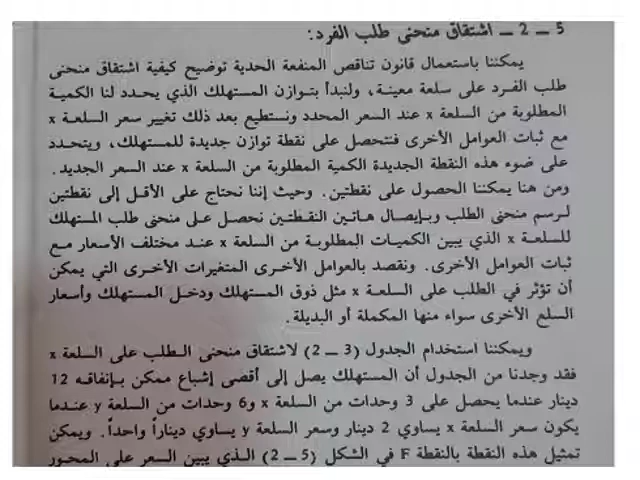 5 ــ 2 ــ اشتقاق منحنى طلب الفرد:
يمكننا باستعمال قانون تناقص المنفعة الحدية توضيح كيفية اشتقاق منحنى
طلب الفرد على سلعة معينة، ولنبدأ بتوازن المستهلك الذي يحدد لنا الكمية
المطلوبة من السلعة x عند السعر المحدد ونستطيع بعد ذلك تغيير سعر السلعة x
مع ثبات العوامل الأخرى فنتحصل على نقطة توازن جديدة للمستهلك، ويتحدد
على ضوء هذه النقطة الجديدة الكمية المطلوبة من السلعة x عند السعر الجديد.
ومن هنا يمكننا الحصول على نقطتين. وحيث إننا نحتاج على الأقل إلى نقطتين
لرسم منحنى الطلب وبإيصال هاتين النقطتين نحصل على منحنى طلب المستهلك
للسلعة x الذي يبين الكميات المطلوبة من السلعة x عند مختلف الأسعار مع
ثبات العوامل الأخرى. ونقصد بالعوامل الأخرى المتغيرات الأخرى التي يمكن
أن تؤثر في الطلب على السلعة x مثل ذوق المستهلك ودخل المستهلك وأسعار
السلع الأخرى سواء منها المكملة أو البديلة.
ويمكننا استخدام الجدول (3 ــ 2) لاشتقاق منحنى الطلب على السلعة x
فقد وجدنا من الجدول أن المستهلك يصل إلى أقصى إشباع ممكن بإنفاقه 12
دينار عندما يحصل على 3 وحدات من السلعة x و6 وحدات من السلعة y عندما
يكون سعر السلعة x يساوي 2 دينار وسعر السلعة y يساوي ديناراً واحداً. ويمكن
تمثيل هذه النقطة بالنقطة F في الشكل (5 ــ 2) الذي يبين السعر على المحور